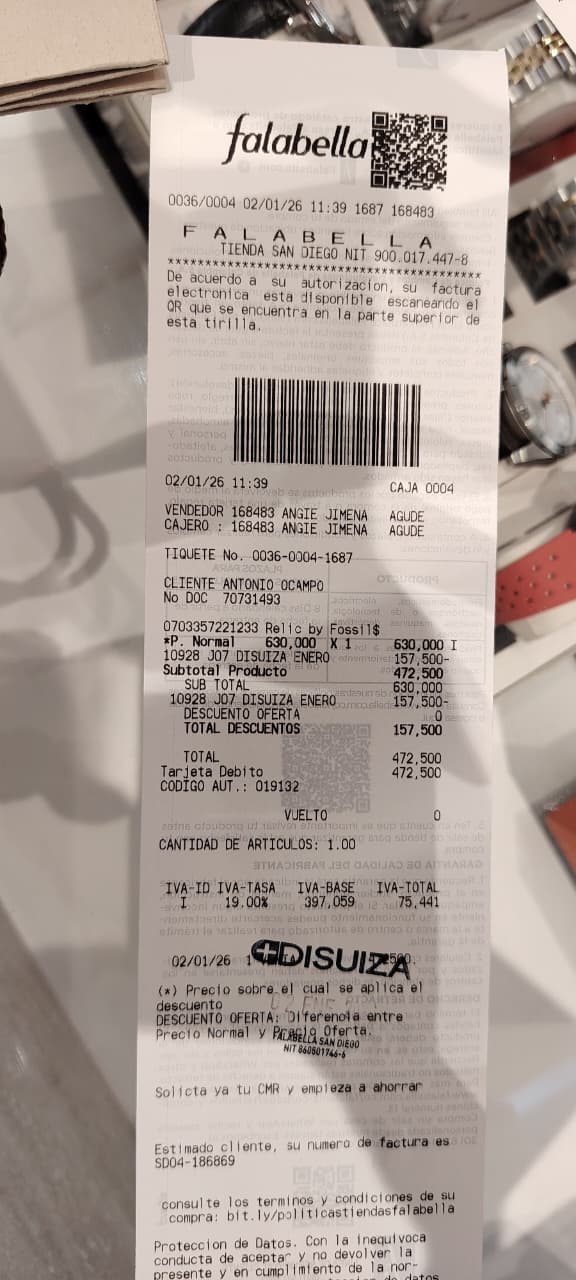 falabella
0036/0004 02/01/26 11:39 1687 168483
F A L A B E L L A
TIENDA SAN DIEGO NIT 900.017.447-8
******************************************
De acuerdo a su autorizacion, su factura
electronica esta disponible escaneando el
QR que se encuentra en la parte superior de
esta tirilla.
02/01/26 11:39 CAJA 0004
VENDEDOR 168483 ANGIE JIMENA AGUDE
CAJERO : 168483 ANGIE JIMENA AGUDE
TIQUETE No. 0036-0004-1687
CLIENTE ANTONIO OCAMPO
No DOC 70731493
0703357221233 Relic by Fossil$
*P. Normal 630,000 X 1 630,000 I
10928 J07 DISUIZA ENERO 157,500-
Subtotal Producto 472,500
SUB TOTAL 630,000
10928 J07 DISUIZA ENERO 157,500-
DESCUENTO OFERTA 0
TOTAL DESCUENTOS 157,500
TOTAL 472,500
Tarjeta Debito 472,500
CODIGO AUT.: 019132
VUELTO 0
CANTIDAD DE ARTICULOS: 1.00
IVA-ID IVA-TASA IVA-BASE IVA-TOTAL
I 19.00% 397,059 75,441
02/01/26 1
DISUIZA
(*) Precio sobre el cual se aplica el
descuento
02 ENE
DESCUENTO OFERTA: Diferencia entre
Precio Normal y Precio Oferta.
FALABELLA SAN DIEGO
NIT 860501746-6
Solicta ya tu CMR y empieza a ahorrar
Estimado cliente, su numero de factura es
SD04-186869
consulte los terminos y condiciones de su
compra: bit.ly/politicastiendasfalabella
Proteccion de Datos. Con la inequivoca
conducta de aceptar y no devolver la
presente y en cumplimiento de la nor-
de datos